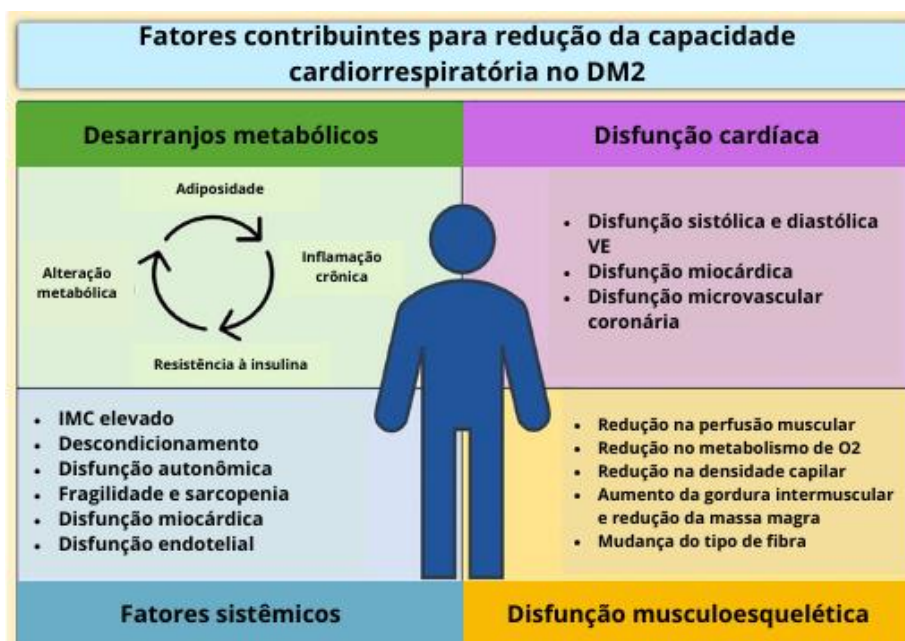 Fatores contribuintes para redução da capacidade
cardiorrespiratória no DM2
Desarranjos metabólicos
Adiposidade
Inflamação
crônica
Resistência à insulina
Alteração
metabólica
Disfunção cardíaca
• Disfunção sistólica e diastólica
VE
• Disfunção miocárdica
• Disfunção microvascular
coronária
• IMC elevado
• Descondicionamento
• Disfunção autonômica
• Fragilidade e sarcopenia
• Disfunção miocárdica
• Disfunção endotelial
Fatores sistêmicos
• Redução na perfusão muscular
• Redução no metabolismo de O2
• Redução na densidade capilar
• Aumento da gordura intermuscular
e redução da massa magra
• Mudança do tipo de fibra
Disfunção musculoesquelética